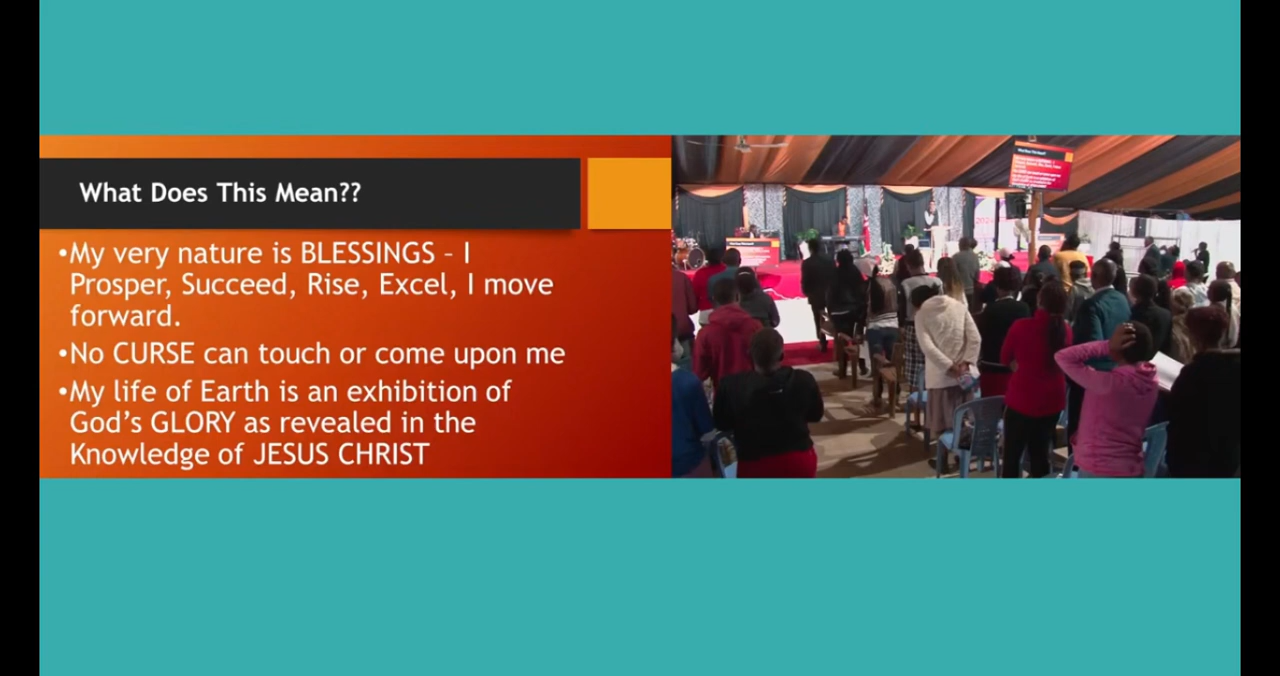 What Does This Mean??
•My very nature is BLESSINGS – I
Prosper, Succeed, Rise, Excel, I move
forward.
•No CURSE can touch or come upon me
•My life of Earth is an exhibition of
God's GLORY as revealed in the
Knowledge of JESUS CHRIST